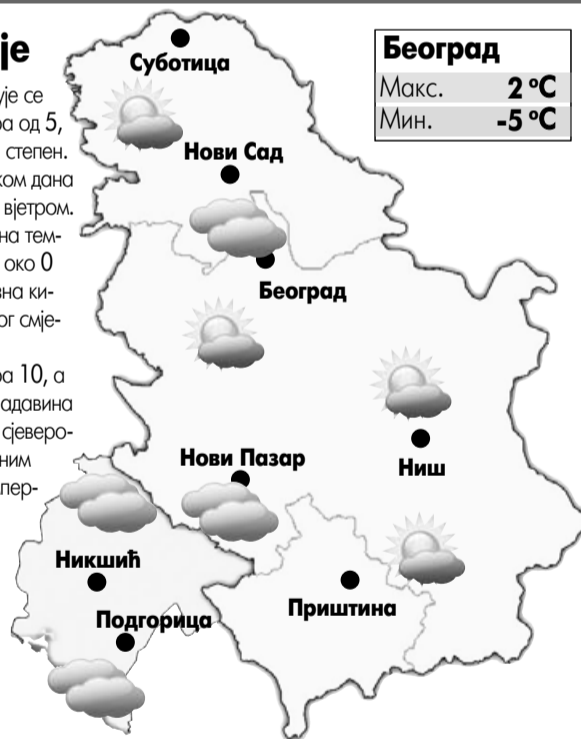 је
ује се
ра од 5,
степен.
ком дана
вјетром.
на тем-
око 0
вна ки-
ог смје-
ра 10, а
адавина
сјеверо-
ним
пер-
Београд
Макс. 2 °C
Мин. -5 °C
Суботица
Нови Сад
Београд
Нови Пазар
Ниш
Никшић
Приштина
Подгорица